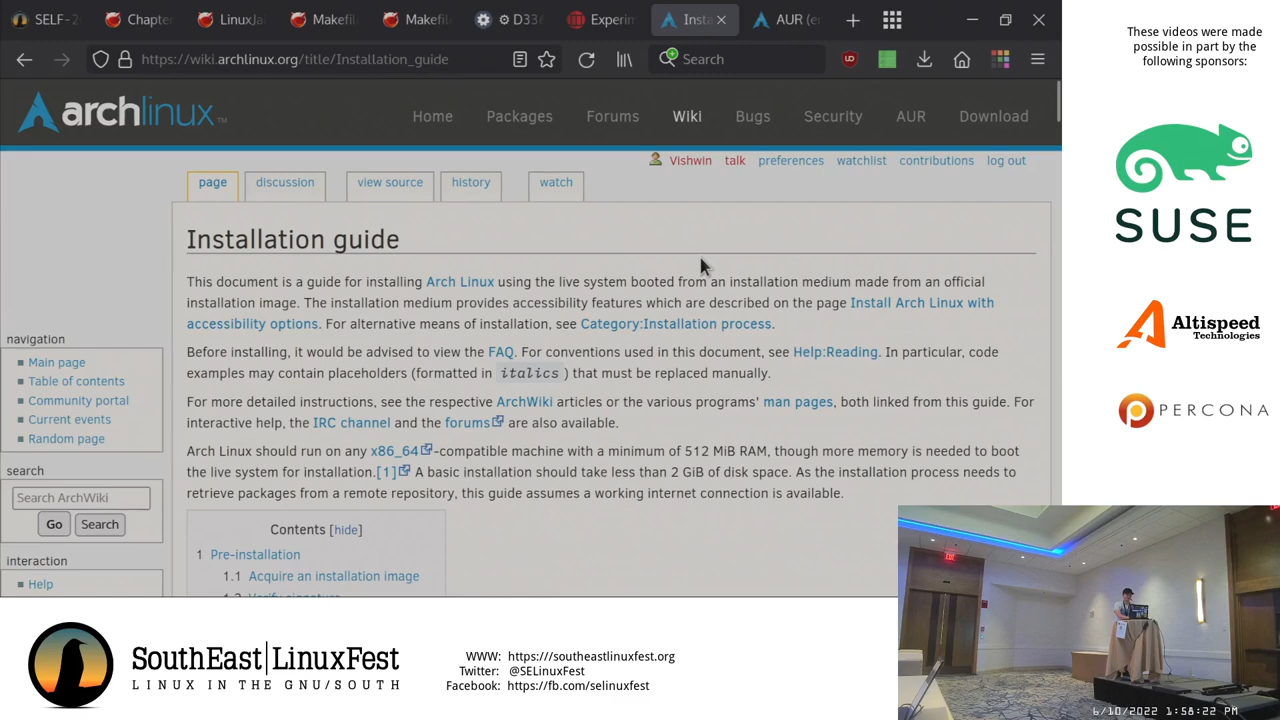 SELF-2
Chapter
LinuxJa
Makefil
Makefil
D336
Experim
Insta
AUR (en
https://wiki.archlinux.org/title/Installation_guide
Search
archlinux
Home Packages Forums Wiki Bugs Security AUR Download
Vishwin talk preferences watchlist contributions log out
page discussion view source history watch
Installation guide
This document is a guide for installing Arch Linux using the live system booted from an installation medium made from an official
installation image. The installation medium provides accessibility features which are described on the page Install Arch Linux with
accessibility options. For alternative means of installation, see Category:Installation process.
Before installing, it would be advised to view the FAQ. For conventions used in this document, see Help:Reading. In particular, code
examples may contain placeholders (formatted in italics ) that must be replaced manually.
For more detailed instructions, see the respective ArchWiki articles or the various programs' man pages, both linked from this guide. For
interactive help, the IRC channel and the forums are also available.
Arch Linux should run on any x86_64-compatible machine with a minimum of 512 MiB RAM, though more memory is needed to boot
the live system for installation.[1] A basic installation should take less than 2 GiB of disk space. As the installation process needs to
retrieve packages from a remote repository, this guide assumes a working internet connection is available.
Contents [hide]
1 Pre-installation
1.1 Acquire an installation image
navigation
Main page
Table of contents
Community portal
Current events
Random page
search
Search ArchWiki
Go Search
interaction
Help
These videos were made
possible in part by the
following sponsors:
SUSE
Altispeed
Technologies
PERCONA
SouthEast|LinuxFest
LINUX IN THE GNU/SOUTH
WWW: https://southeastlinuxfest.org
Twitter: @SELinuxFest
Facebook: https://fb.com/selinuxfest
EXIT
6/10/2022 1:58:22 PM